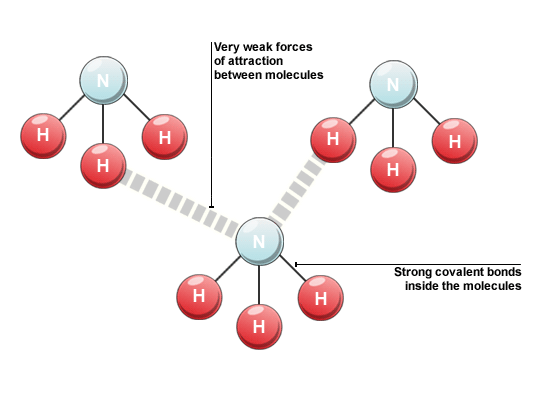 Very weak forces
of attraction
between molecules
N
N
H
H
H
H
H
H
N
Strong covalent bonds
inside the molecules
H
H
H